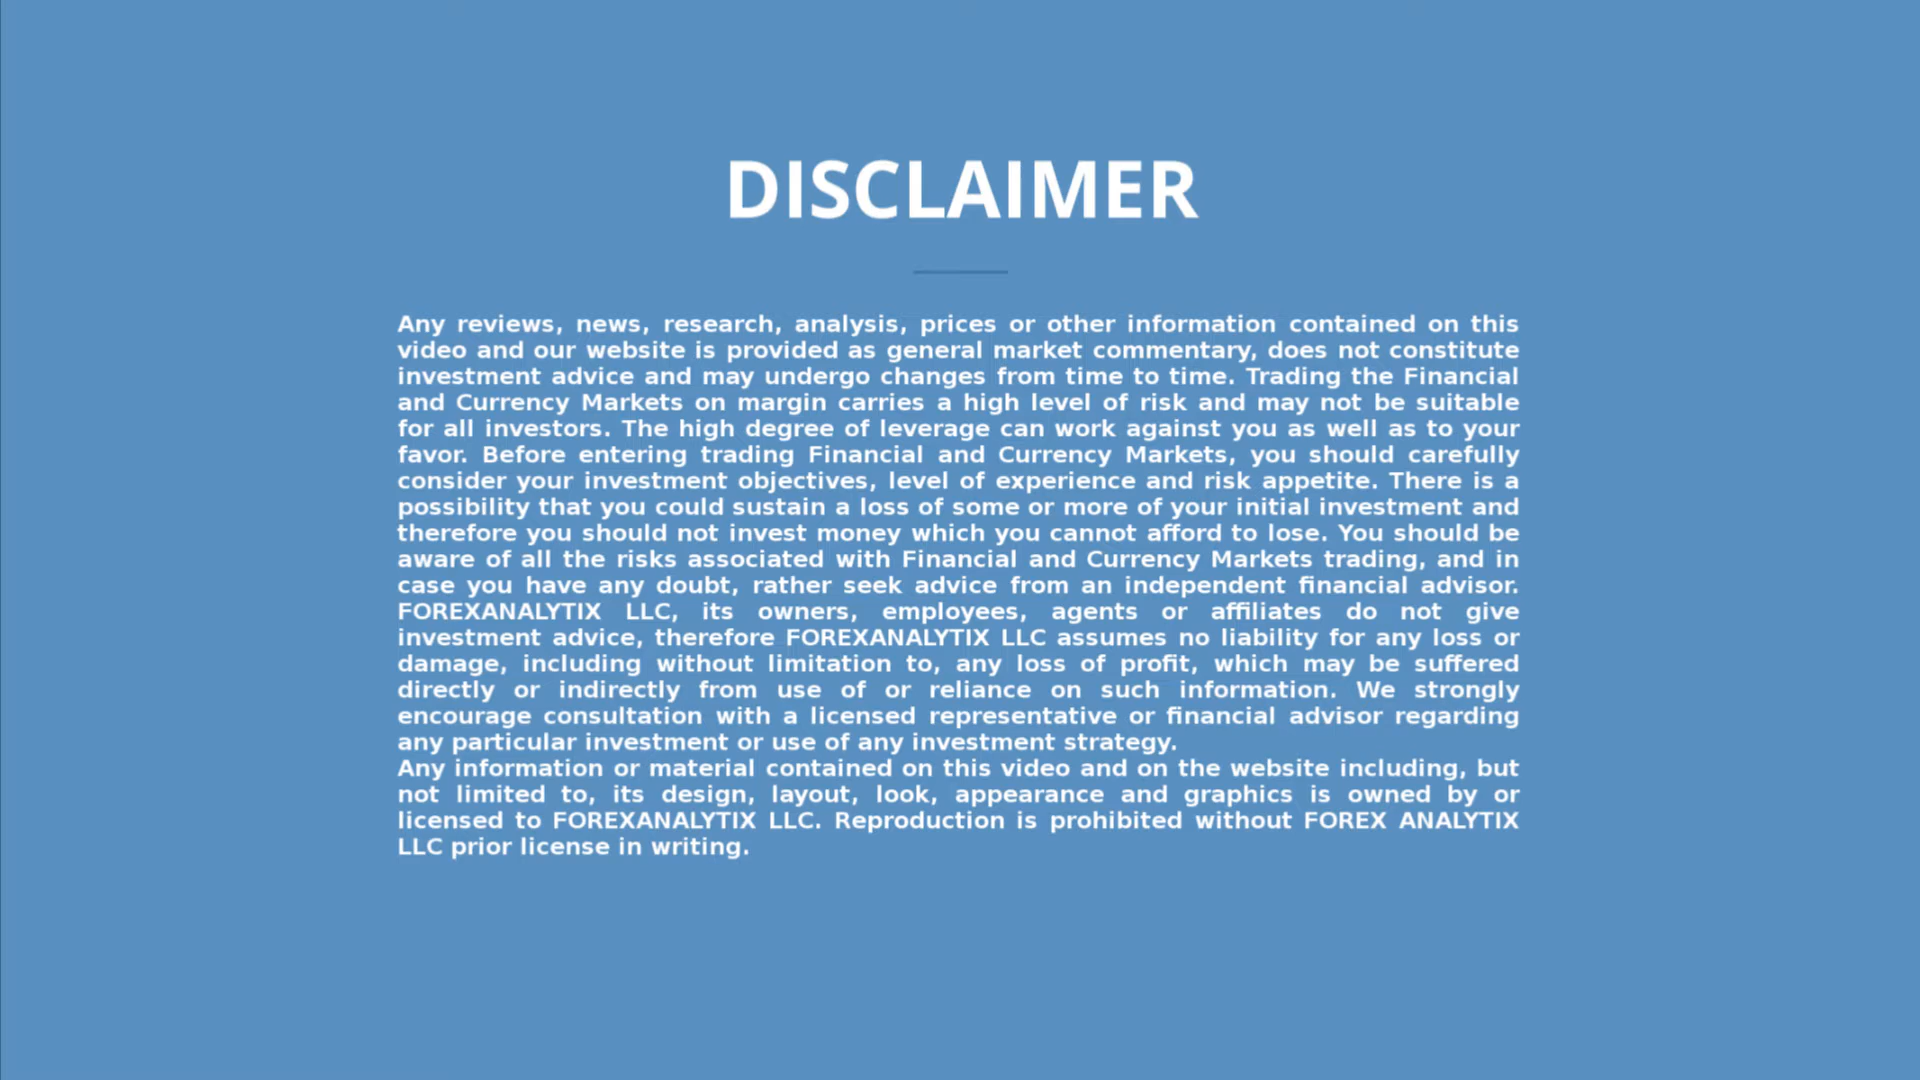 DISCLAIMER
Any reviews, news, research, analysis, prices or other information contained on this
video and our website is provided as general market commentary, does not constitute
investment advice and may undergo changes from time to time. Trading the Financial
and Currency Markets on margin carries a high level of risk and may not be suitable
for all investors. The high degree of leverage can work against you as well as to your
favor. Before entering trading Financial and Currency Markets, you should carefully
consider your investment objectives, level of experience and risk appetite. There is a
possibility that you could sustain a loss of some or more of your initial investment and
therefore you should not invest money which you cannot afford to lose. You should be
aware of all the risks associated with Financial and Currency Markets trading, and in
case you have any doubt, rather seek advice from an independent financial advisor.
FOREXANALYTIX LLC, its owners, employees, agents or affiliates do not give
investment advice, therefore FOREXANALYTIX LLC assumes no liability for any loss or
damage, including without limitation to, any loss of profit, which may be suffered
directly or indirectly from use of or reliance on such information. We strongly
encourage consultation with a licensed representative or financial advisor regarding
any particular investment or use of any investment strategy.
Any information or material contained on this video and on the website including, but
not limited to, its design, layout, look, appearance and graphics is owned by or
licensed to FOREXANALYTIX LLC. Reproduction is prohibited without FOREX ANALYTIX
LLC prior license in writing.